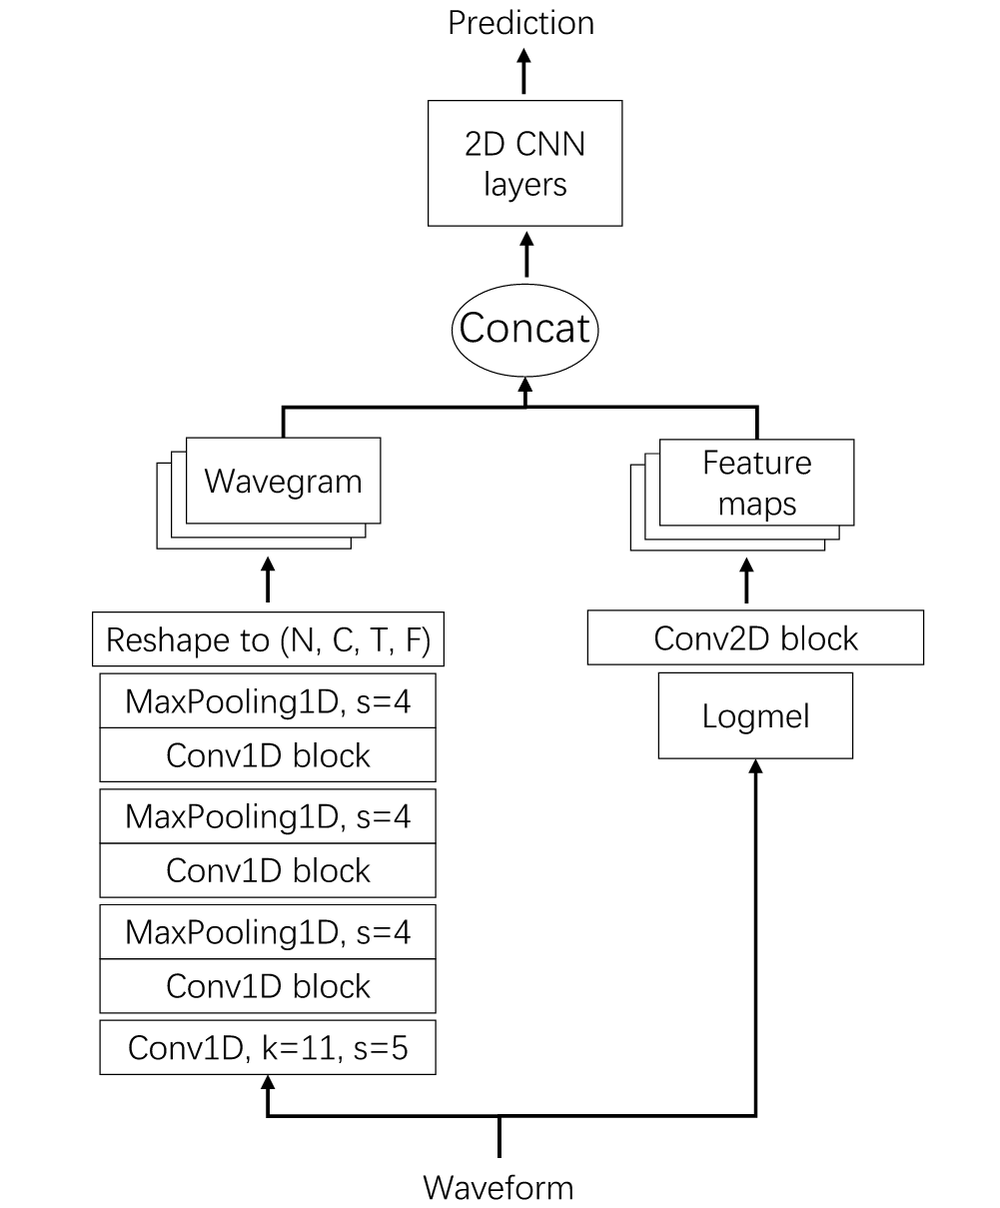 Prediction
2D CNN
layers
Concat
Wavegram
Feature
maps
Reshape to (N, C, T, F)
Conv2D block
MaxPooling1D, s=4
Logmel
Conv1D block
MaxPooling1D, s=4
Conv1D block
MaxPooling1D, s=4
Conv1D block
Conv1D, k=11, s=5
Waveform